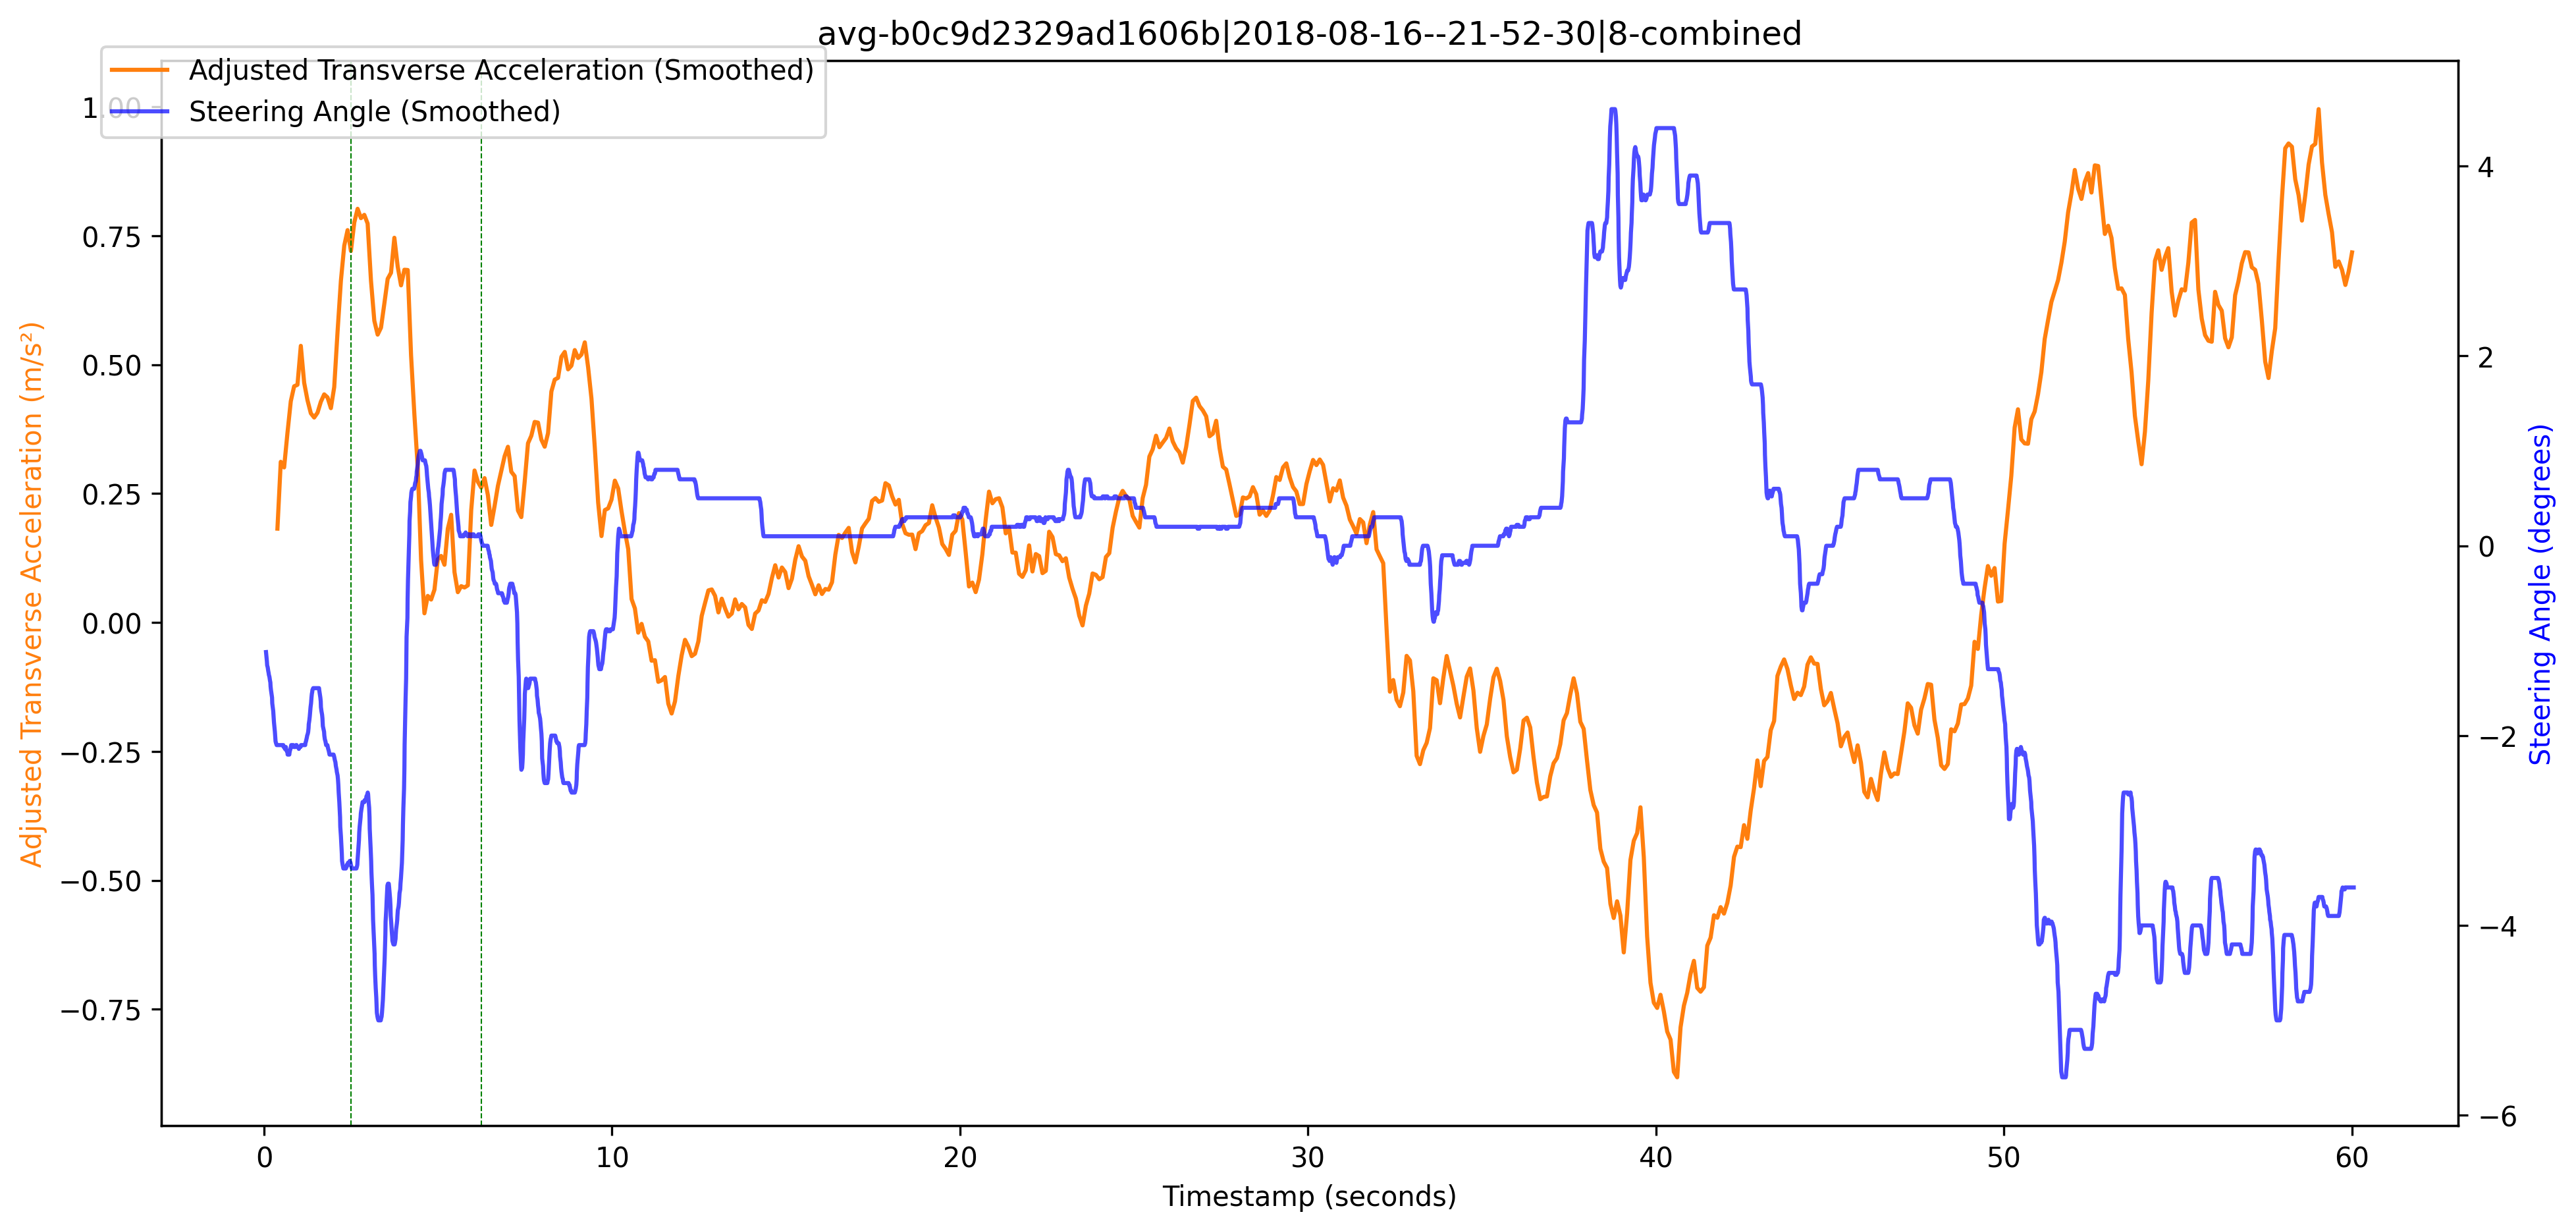 avg-b0c9d2329ad1606b|2018-08-16--21-52-30|8-combined
Adjusted Transverse Acceleration (Smoothed)
Steering Angle (Smoothed)
1.00
0.75
0.50
0.25
0.00
−0.25
−0.50
−0.75
Adjusted Transverse Acceleration (m/s²)
4
2
0
−2
−4
−6
Steering Angle (degrees)
0 10 20 30 40 50 60
Timestamp (seconds)